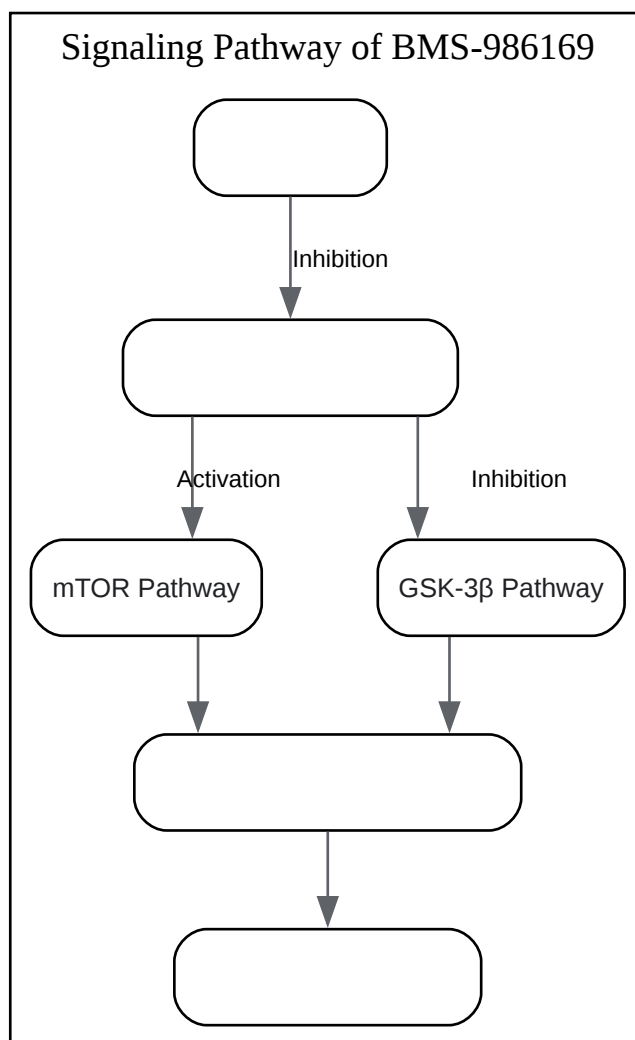 Signaling Pathway of BMS-986169
Inhibition
Activation
Inhibition
mTOR Pathway
GSK-3β Pathway